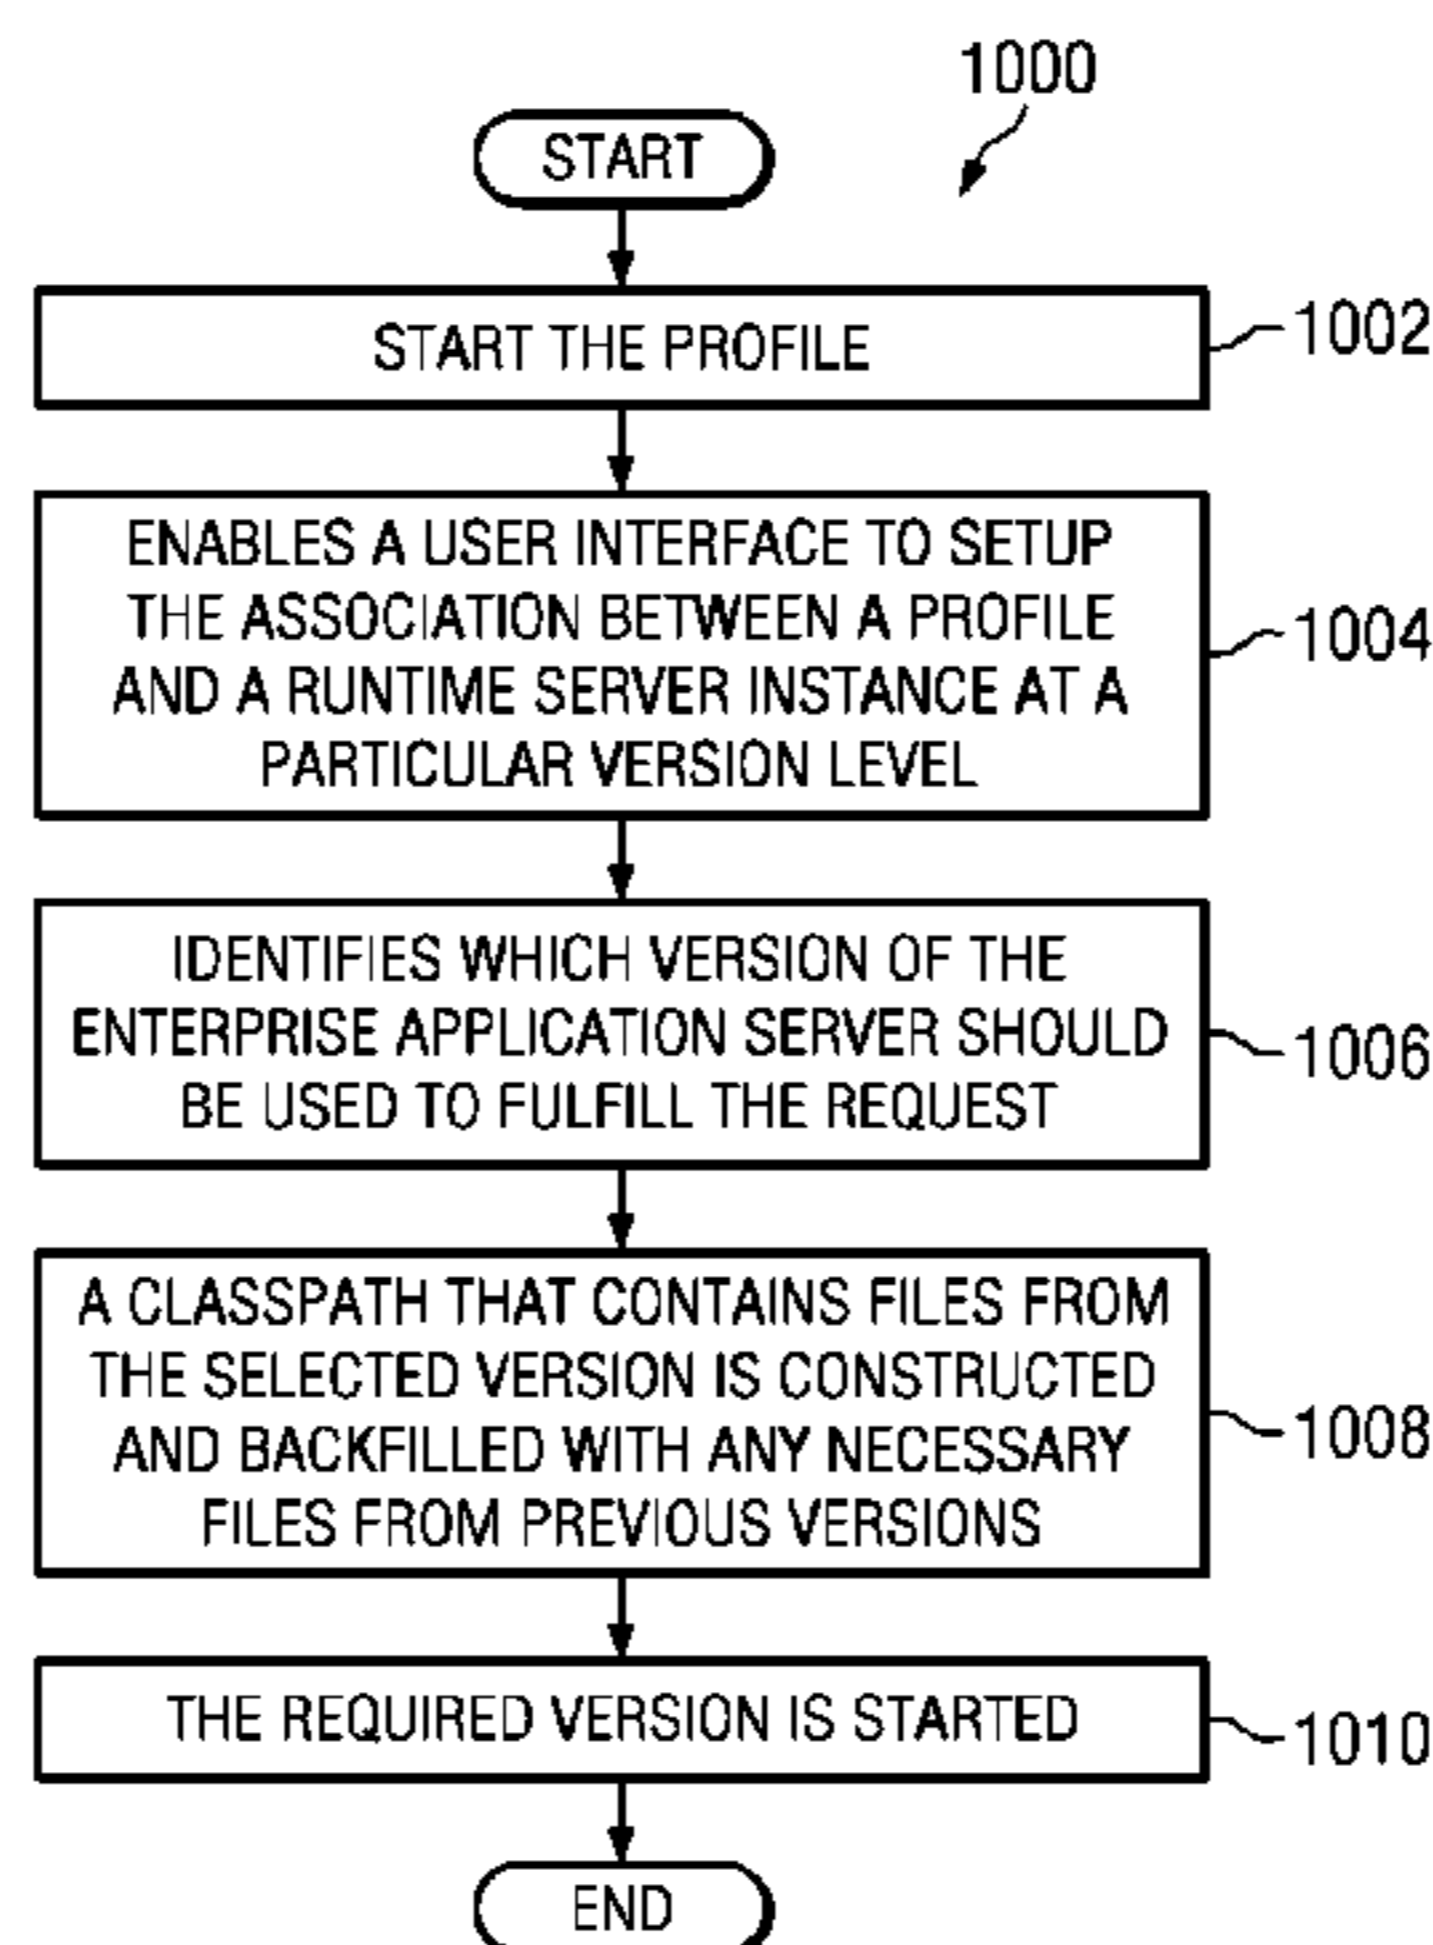 1000
START
START THE PROFILE
1002
ENABLES A USER INTERFACE TO SETUP
THE ASSOCIATION BETWEEN A PROFILE
AND A RUNTIME SERVER INSTANCE AT A
PARTICULAR VERSION LEVEL
1004
IDENTIFIES WHICH VERSION OF THE
ENTERPRISE APPLICATION SERVER SHOULD
BE USED TO FULFILL THE REQUEST
1006
A CLASSPATH THAT CONTAINS FILES FROM
THE SELECTED VERSION IS CONSTRUCTED
AND BACKFILLED WITH ANY NECESSARY
FILES FROM PREVIOUS VERSIONS
1008
THE REQUIRED VERSION IS STARTED
1010
END